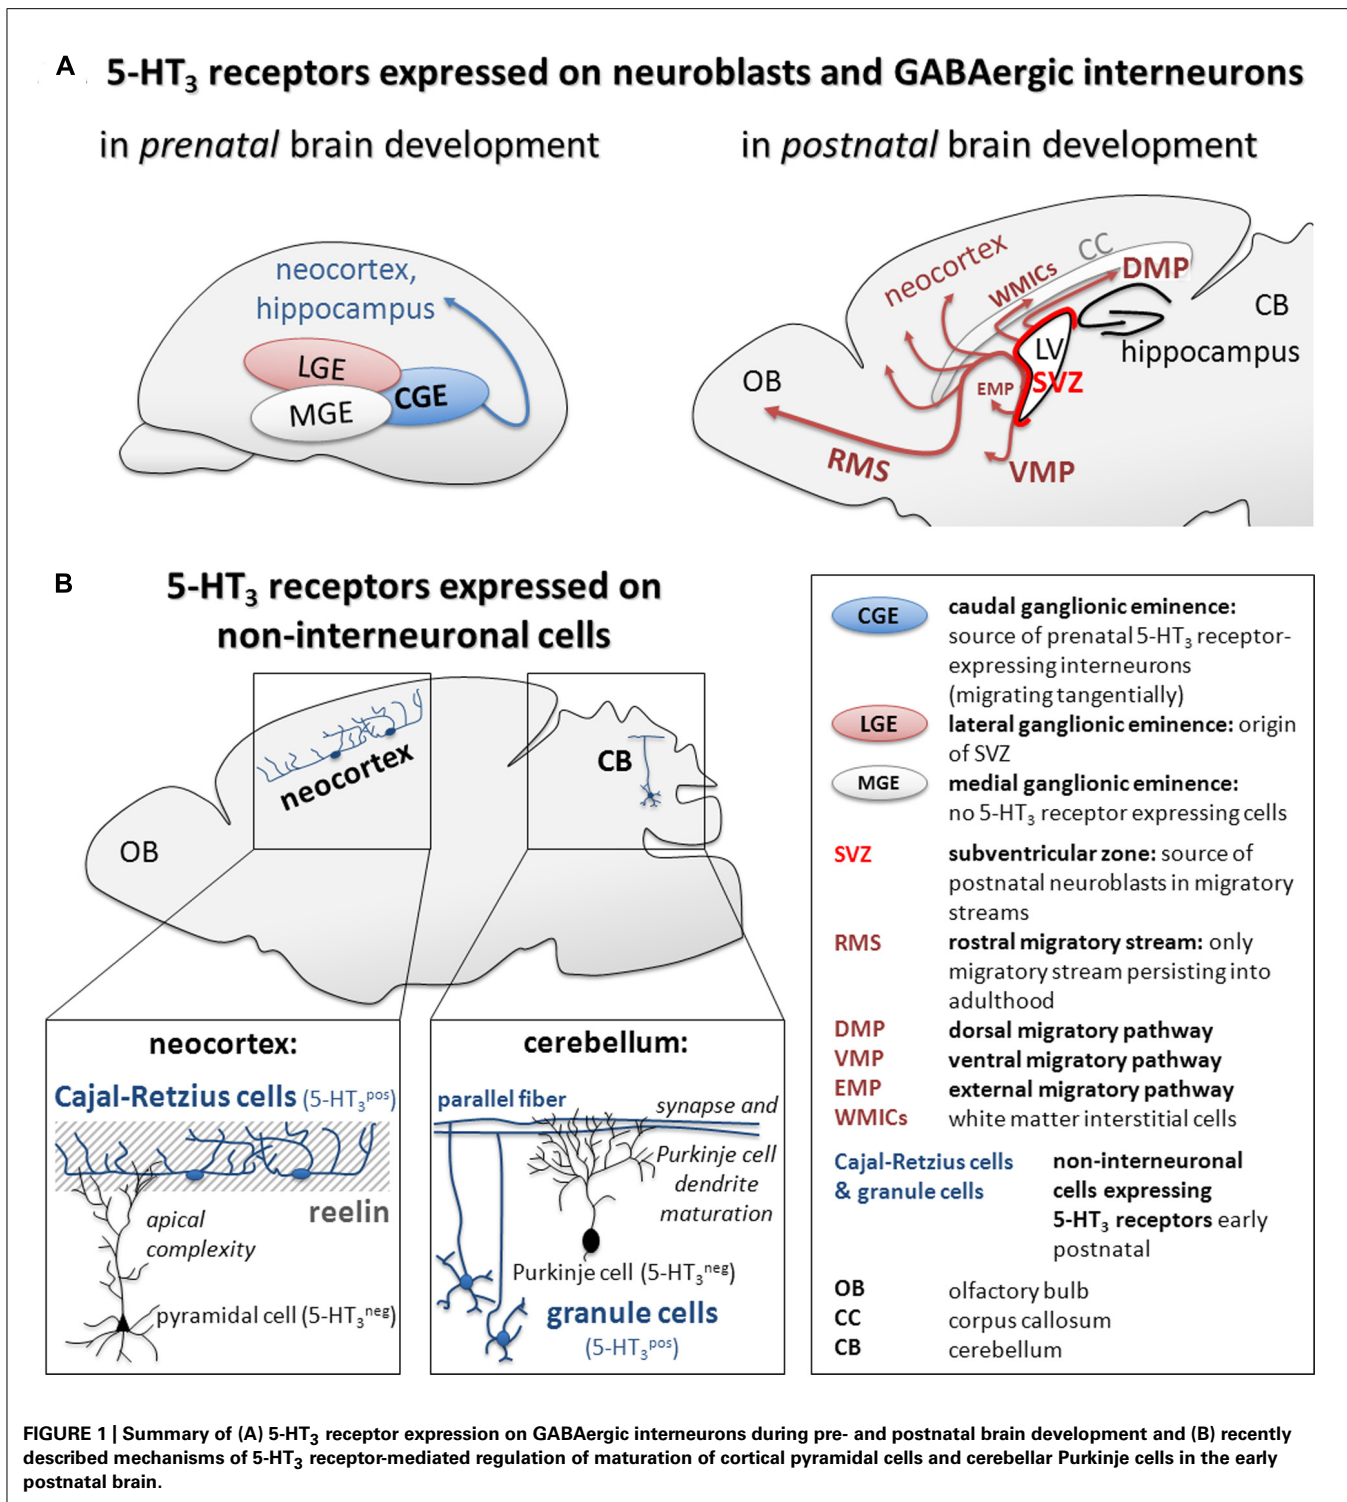 A
5-HT3 receptors expressed on neuroblasts and GABAergic interneurons
in prenatal brain development
in postnatal brain development
neocortex,
hippocampus
LGE
MGE
CGE
neocortex
CC
WMICs
DMP
CB
LV
hippocampus
SVZ
EMP
OB
RMS
VMP
B
5-HT3 receptors expressed on
non-interneuronal cells
neocortex
CB
OB
neocortex:
Cajal-Retzius cells (5-HT3pos)
reelin
apical
complexity
pyramidal cell (5-HT3neg)
cerebellum:
parallel fiber
synapse and
Purkinje cell
dendrite
maturation
Purkinje cell (5-HT3neg)
granule cells
(5-HT3pos)
CGE
caudal ganglionic eminence:
source of prenatal 5-HT3 receptor-
expressing interneurons
(migrating tangentially)
LGE
lateral ganglionic eminence: origin
of SVZ
MGE
medial ganglionic eminence:
no 5-HT3 receptor expressing cells
SVZ
subventricular zone: source of
postnatal neuroblasts in migratory
streams
RMS
rostral migratory stream: only
migratory stream persisting into
adulthood
DMP
dorsal migratory pathway
VMP
ventral migratory pathway
EMP
external migratory pathway
WMICs
white matter interstitial cells
Cajal-Retzius cells
& granule cells
non-interneuronal
cells expressing
5-HT3 receptors early
postnatal
OB
olfactory bulb
CC
corpus callosum
CB
cerebellum
FIGURE 1 | Summary of (A) 5-HT3 receptor expression on GABAergic interneurons during pre- and postnatal brain development and (B) recently
described mechanisms of 5-HT3 receptor-mediated regulation of maturation of cortical pyramidal cells and cerebellar Purkinje cells in the early
postnatal brain.